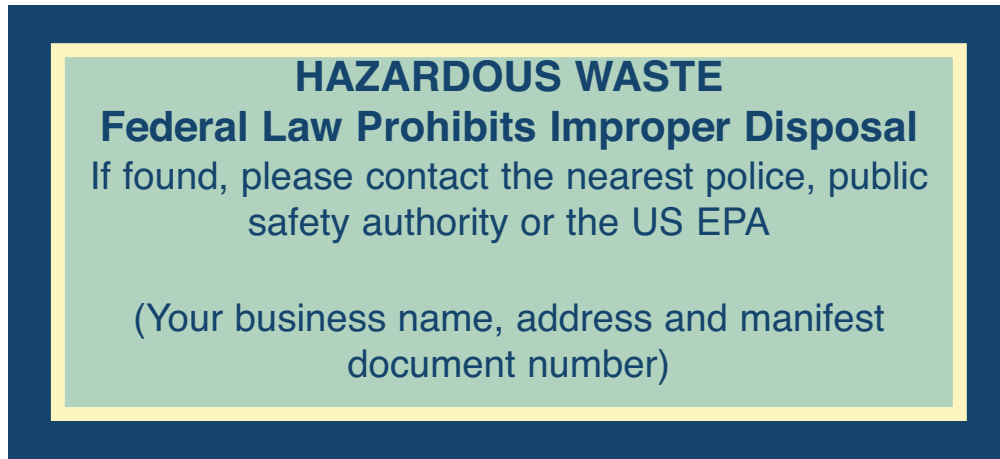 HAZARDOUS WASTE
Federal Law Prohibits Improper Disposal
If found, please contact the nearest police, public
safety authority or the US EPA
(Your business name, address and manifest
document number)